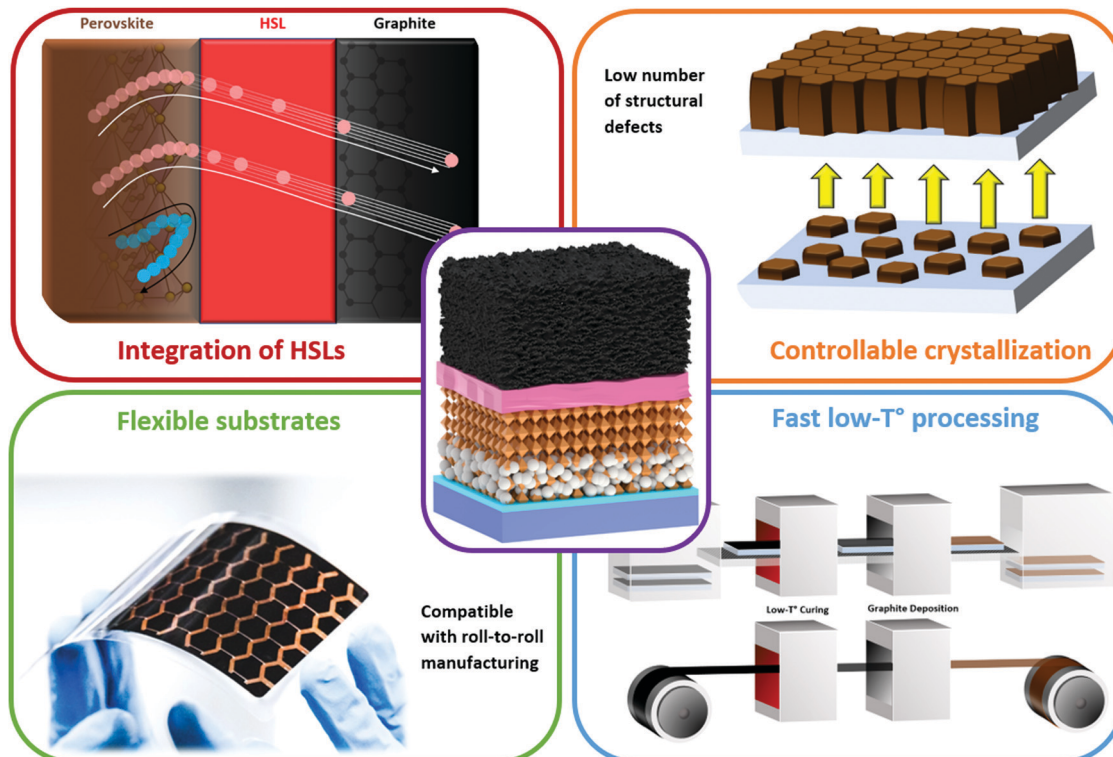 Perovskite
HSL
Graphite
Integration of HSLs
Low number
of structural
defects
Controllable crystallization
Flexible substrates
Compatible
with roll-to-roll
manufacturing
Fast low-T° processing
Low-T° Curing
Graphite Deposition